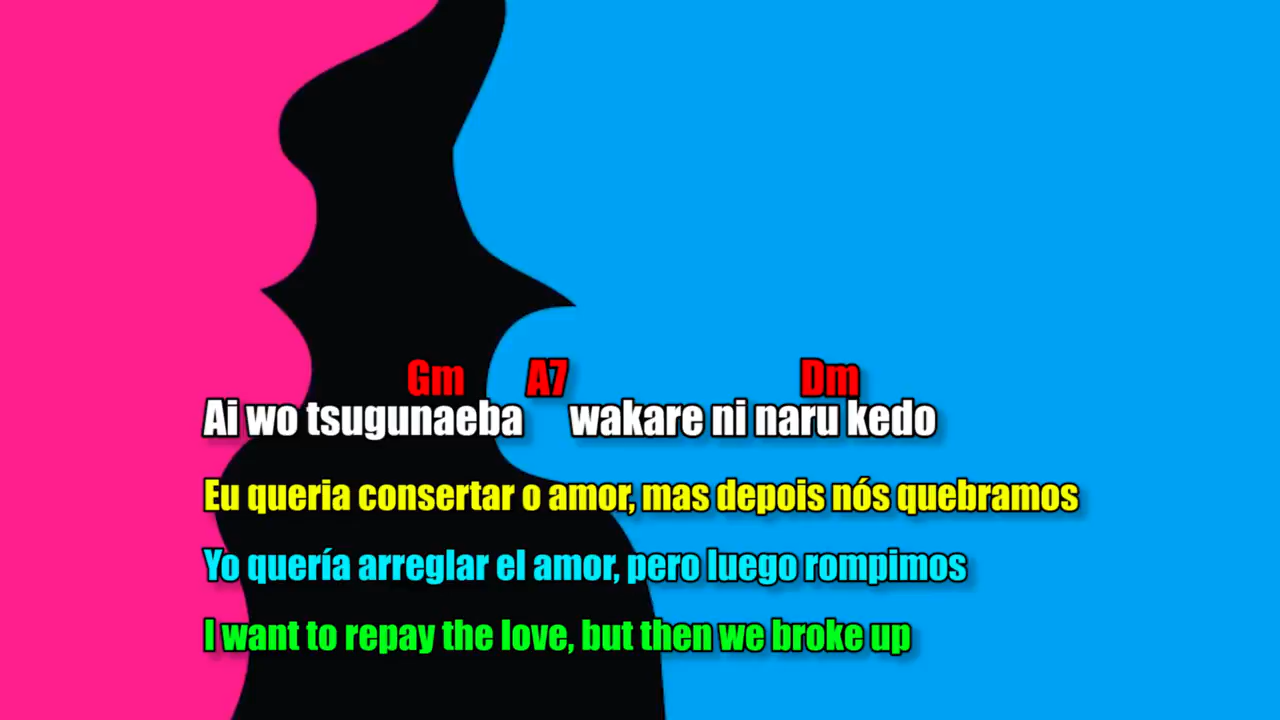 Gm A7 Dm
Ai wo tsugunaeba wakare ni naru kedo
Eu queria consertar o amor, mas depois nós quebramos
Yo quería arreglar el amor, pero luego rompimos
I want to repay the love, but then we broke up